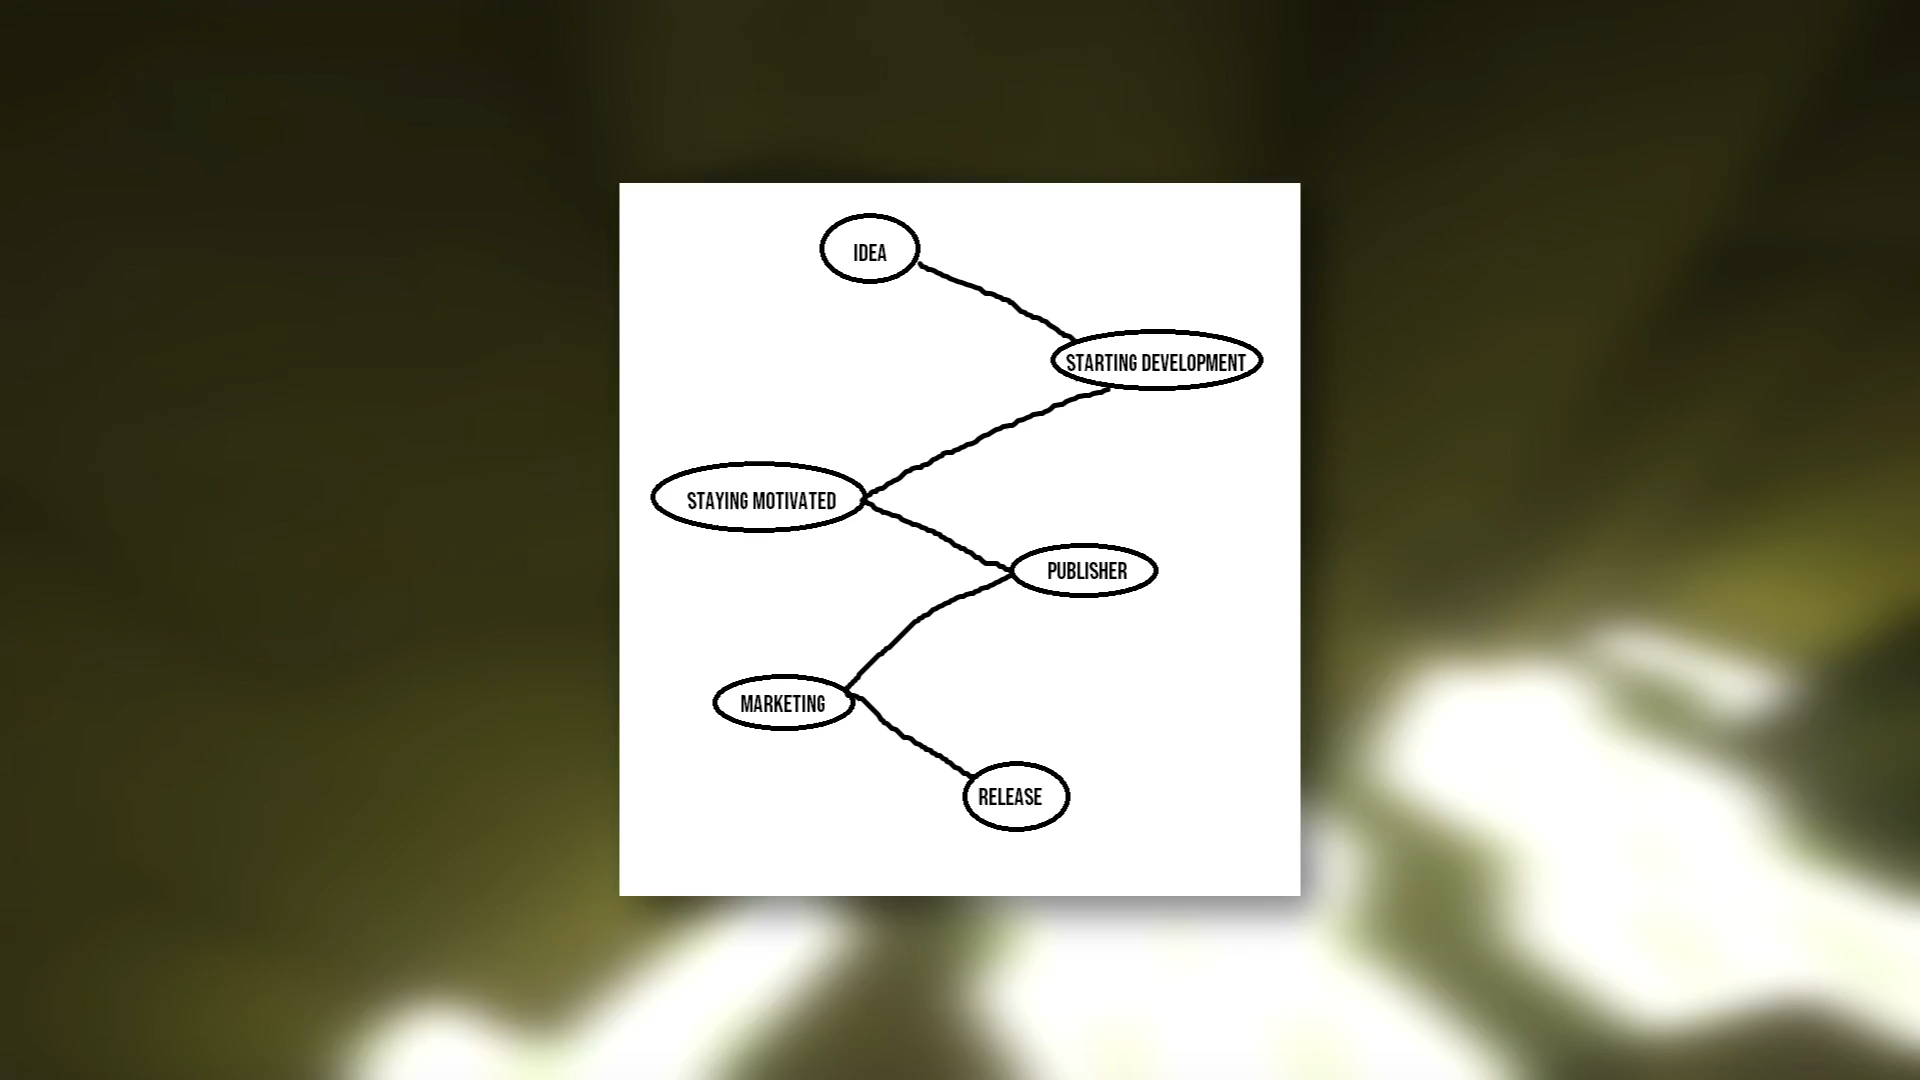 IDEA
STARTING DEVELOPMENT
STAYING MOTIVATED
PUBLISHER
MARKETING
RELEASE